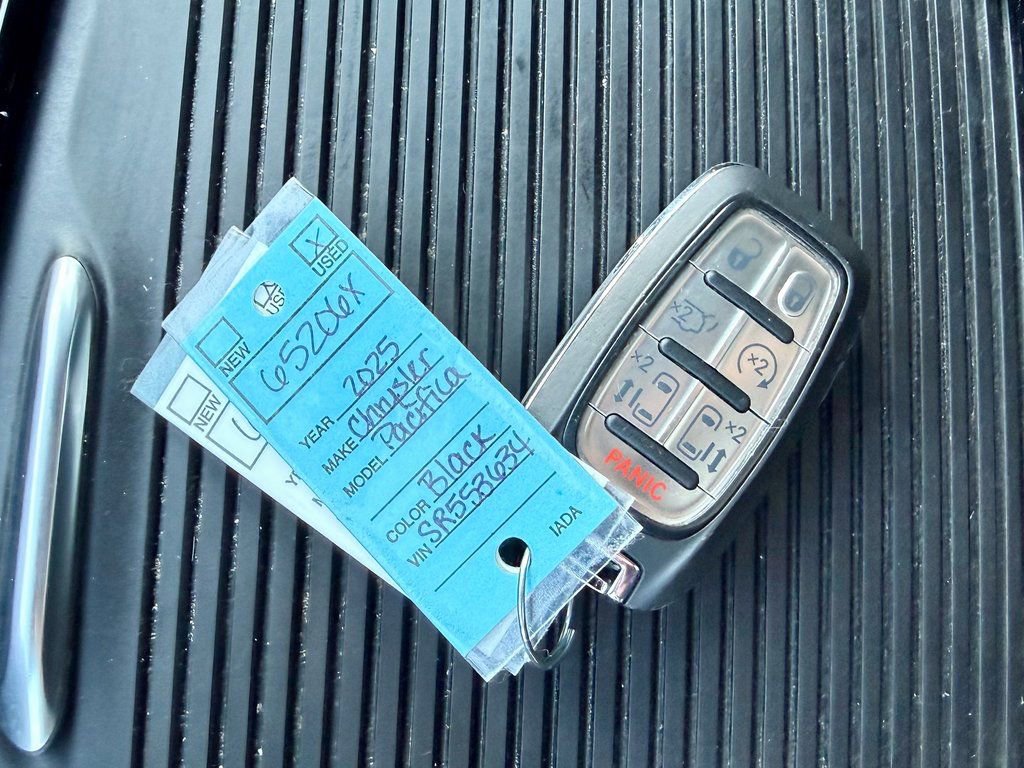 X
USED
US
NEW
65206X
YEAR 2025
MAKE Chrysler
MODEL Pacifica
COLOR Black
VIN SR553634
IADA
NEW
x2
x2
x2
x2
PANIC